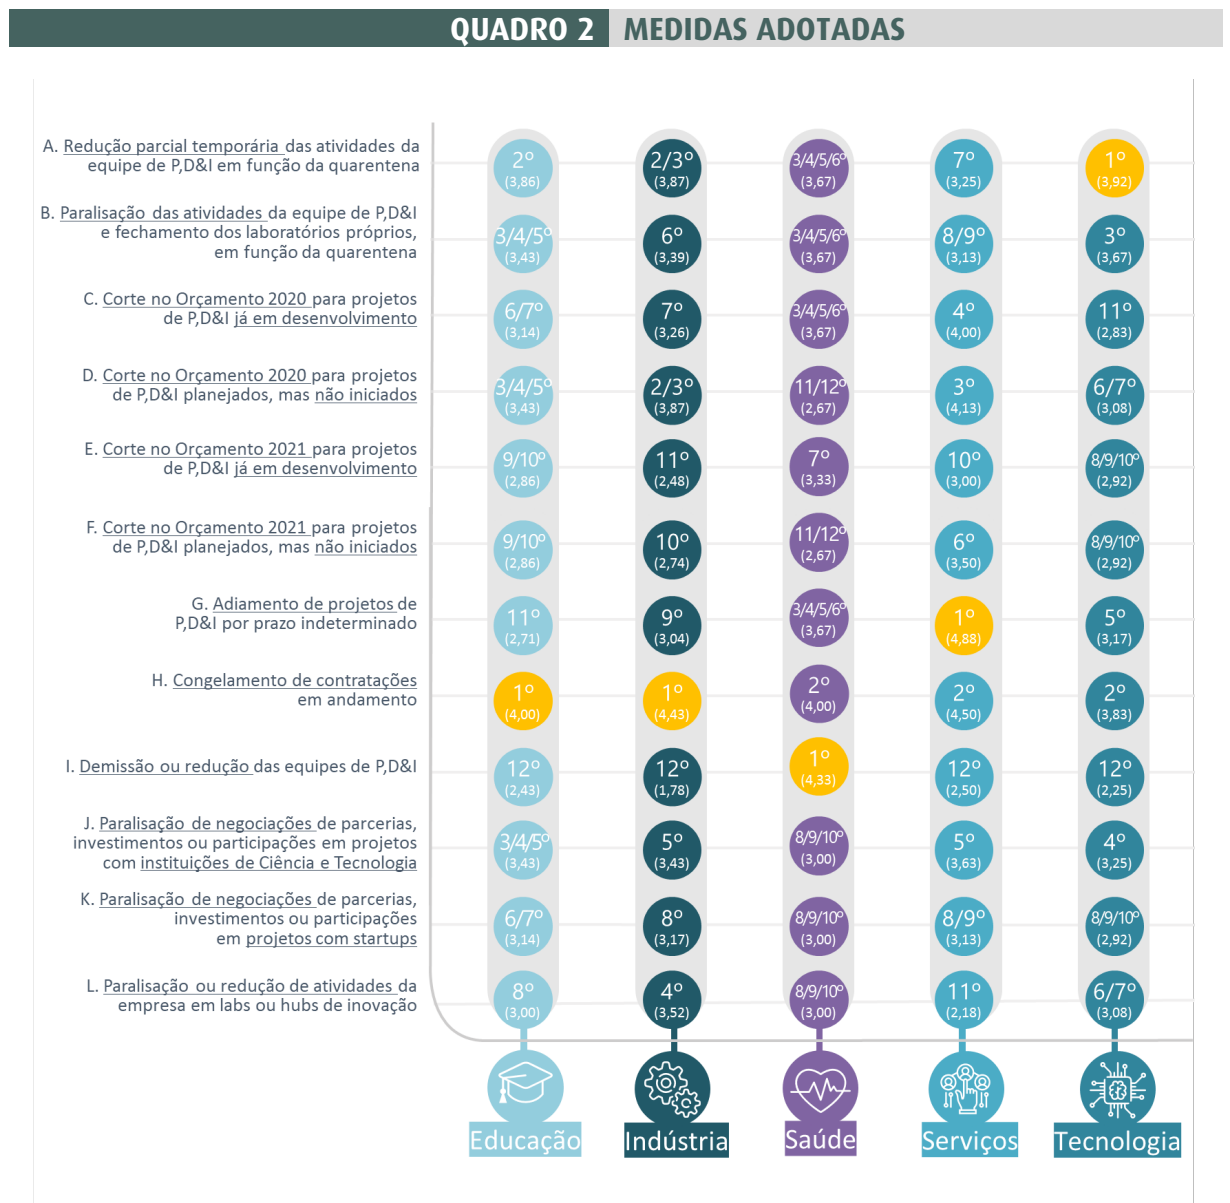 QUADRO 2 MEDIDAS ADOTADAS
A. Redução parcial temporária das atividades da
equipe de P,D&I em função da quarentena
2º
(3,86)
2/3º
(3,87)
3/4/5/6º
(3,67)
7º
(3,25)
1º
(3,92)
B. Paralisação das atividades da equipe de P,D&I
e fechamento dos laboratórios próprios,
em função da quarentena
3/4/5º
(3,43)
6º
(3,39)
3/4/5/6º
(3,67)
8/9º
(3,13)
3º
(3,67)
C. Corte no Orçamento 2020 para projetos
de P,D&I já em desenvolvimento
6/7º
(3,14)
7º
(3,26)
3/4/5/6º
(3,67)
4º
(4,00)
11º
(2,83)
D. Corte no Orçamento 2020 para projetos
de P,D&I planejados, mas não iniciados
3/4/5º
(3,43)
2/3º
(3,87)
11/12º
(2,67)
3º
(4,13)
6/7º
(3,08)
E. Corte no Orçamento 2021 para projetos
de P,D&I já em desenvolvimento
9/10º
(2,86)
11º
(2,48)
7º
(3,33)
10º
(3,00)
8/9/10º
(2,92)
F. Corte no Orçamento 2021 para projetos
de P,D&I planejados, mas não iniciados
9/10º
(2,86)
10º
(2,74)
11/12º
(2,67)
6º
(3,50)
8/9/10º
(2,92)
G. Adiamento de projetos de
P,D&I por prazo indeterminado
11º
(2,71)
9º
(3,04)
3/4/5/6º
(3,67)
1º
(4,88)
5º
(3,17)
H. Congelamento de contratações
em andamento
1º
(4,00)
1º
(4,43)
2º
(4,00)
2º
(4,50)
2º
(3,83)
I. Demissão ou redução das equipes de P,D&I
12º
(2,43)
12º
(1,78)
1º
(4,33)
12º
(2,50)
12º
(2,25)
J. Paralisação de negociações de parcerias,
investimentos ou participações em projetos
com instituições de Ciência e Tecnologia
3/4/5º
(3,43)
5º
(3,43)
8/9/10º
(3,00)
5º
(3,63)
4º
(3,25)
K. Paralisação de negociações de parcerias,
investimentos ou participações
em projetos com startups
6/7º
(3,14)
8º
(3,17)
8/9/10º
(3,00)
8/9º
(3,13)
8/9/10º
(2,92)
L. Paralisação ou redução de atividades da
empresa em labs ou hubs de inovação
8º
(3,00)
4º
(3,52)
8/9/10º
(3,00)
11º
(2,18)
6/7º
(3,08)
Educação
Indústria
Saúde
Serviços
Tecnologia